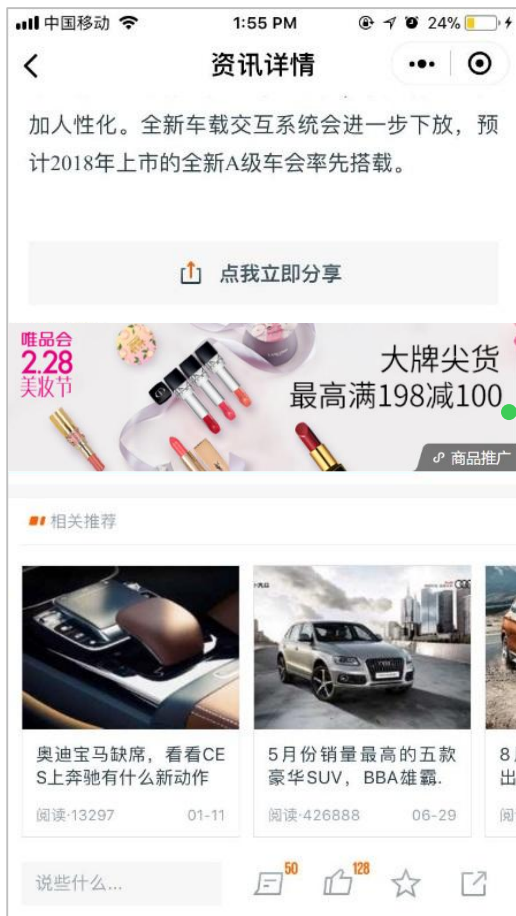 中国移动 1:55 PM 24%
资讯详情
加人性化。全新车载交互系统会进一步下放，预
计2018年上市的全新A级车会率先搭载。
点我立即分享
唯品会
2.28
美妆节
大牌尖货
最高满198减100
商品推广
相关推荐
奥迪宝马缺席，看看CE
S上奔驰有什么新动作
阅读·13297 01-11
5月份销量最高的五款
豪华SUV，BBA雄霸.
阅读·426888 06-29
8
出
阅
说些什么...
50
128